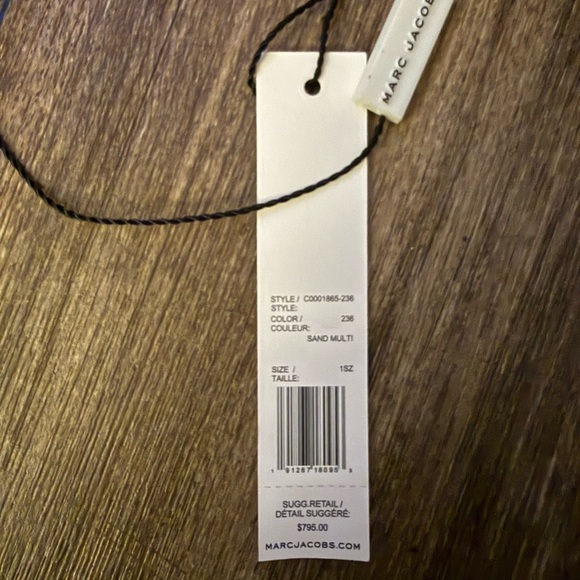 MARC JACOBS
STYLE / C0001865-236
STYLE:
COLOR / 236
COULEUR:
SAND MULTI
SIZE / 1SZ
TAILLE:
SUGG.RETAIL /
DÉTAIL SUGGÉRÉ:
$795.00
MARCJACOBS.COM